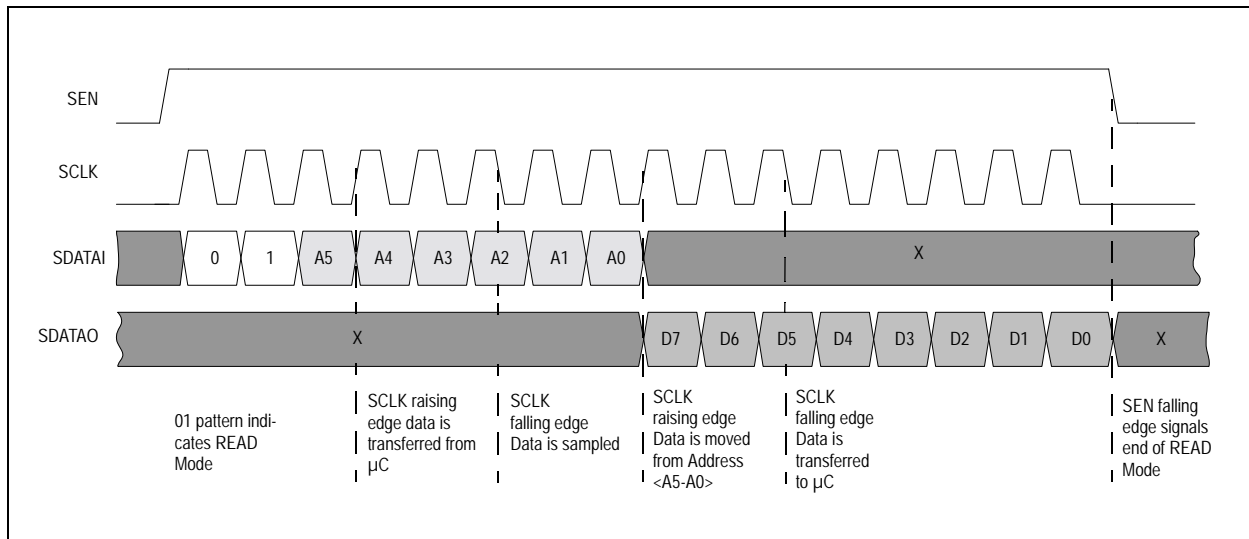 SEN
SCLK
SDATAI
0 1 A5 A4 A3 A2 A1 A0 X
SDATAO
X D7 D6 D5 D4 D3 D2 D1 D0 X
01 pattern indi-
cates READ
Mode
SCLK raising
edge data is
transferred from
µC
SCLK
falling edge
Data is sampled
SCLK
raising edge
Data is moved
from Address
<A5-A0>
SCLK
falling edge
Data is
transferred
to µC
SEN falling
edge signals
end of READ
Mode